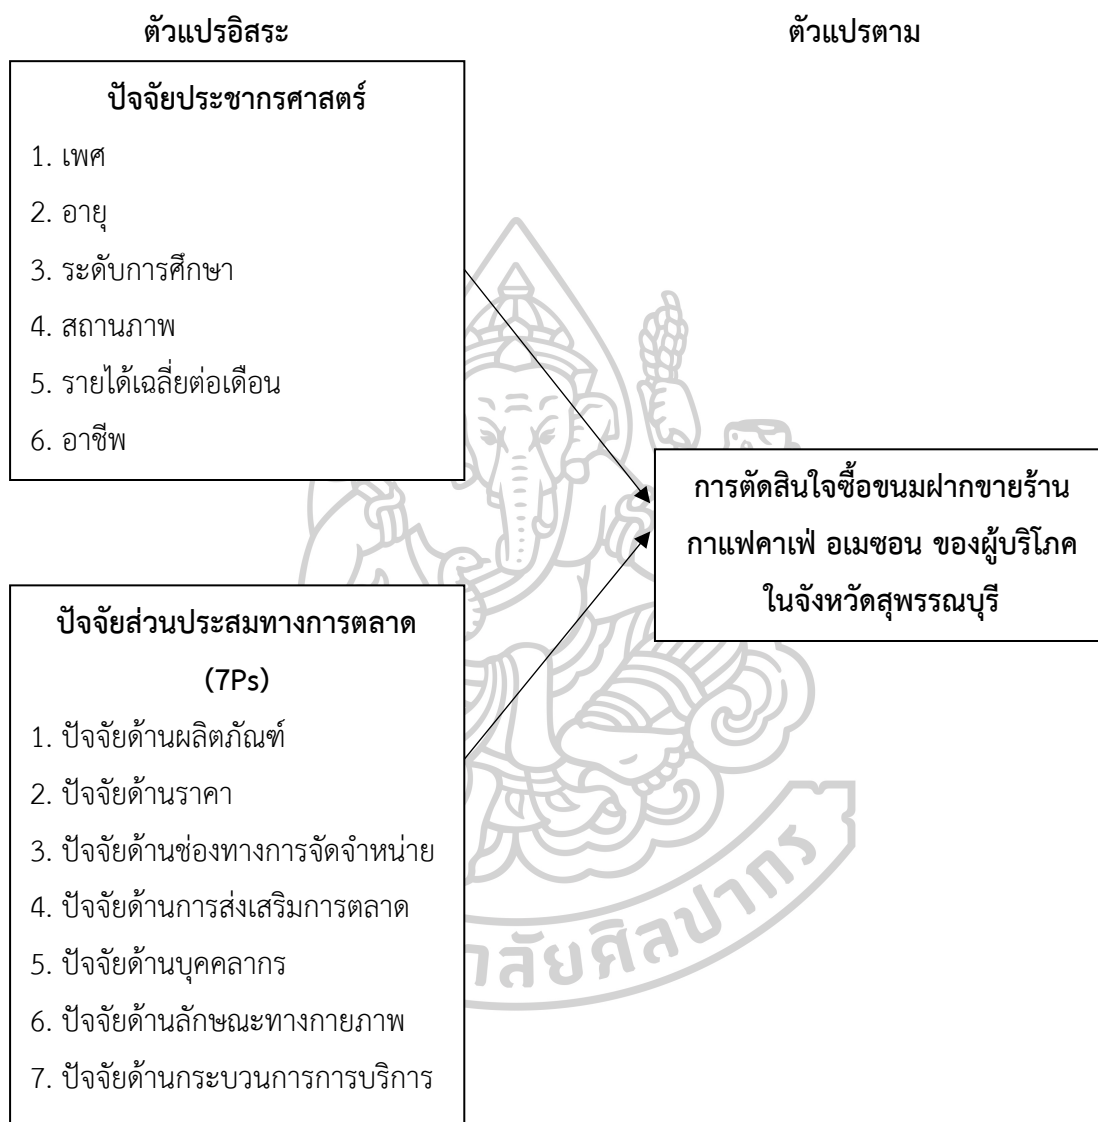 ตัวแปรอิสระ
ตัวแปรตาม
ปัจจัยประชากรศาสตร์
1. เพศ
2. อายุ
3. ระดับการศึกษา
4. สถานภาพ
5. รายได้เฉลี่ยต่อเดือน
6. อาชีพ
การตัดสินใจซื้อขนมฝากขายร้าน
กาแฟคาเฟ่ อเมซอน ของผู้บริโภค
ในจังหวัดสุพรรณบุรี
ปัจจัยส่วนประสมทางการตลาด
(7Ps)
1. ปัจจัยด้านผลิตภัณฑ์
2. ปัจจัยด้านราคา
3. ปัจจัยด้านช่องทางการจัดจำหน่าย
4. ปัจจัยด้านการส่งเสริมการตลาด
5. ปัจจัยด้านบุคคลากร
6. ปัจจัยด้านลักษณะทางกายภาพ
7. ปัจจัยด้านกระบวนการการบริการ
าลัยศิลปากร